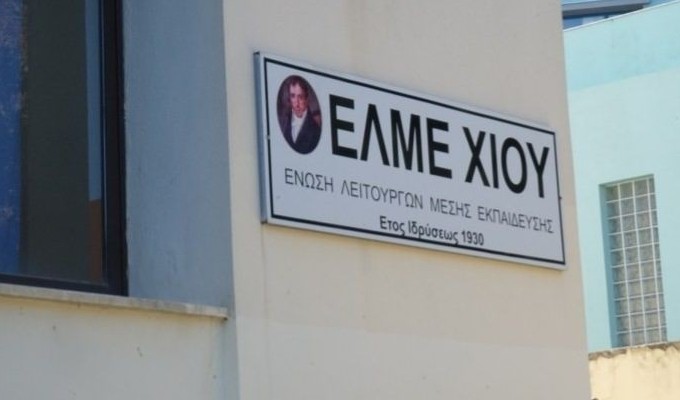 ΕΛΜΕ ΧΙΟΥ
ΕΝΩΣΗ ΛΕΙΤΟΥΡΓΩΝ ΜΕΣΗΣ ΕΚΠΑΙΔΕΥΣΗΣ
Ετος Ιδρύσεως 1930